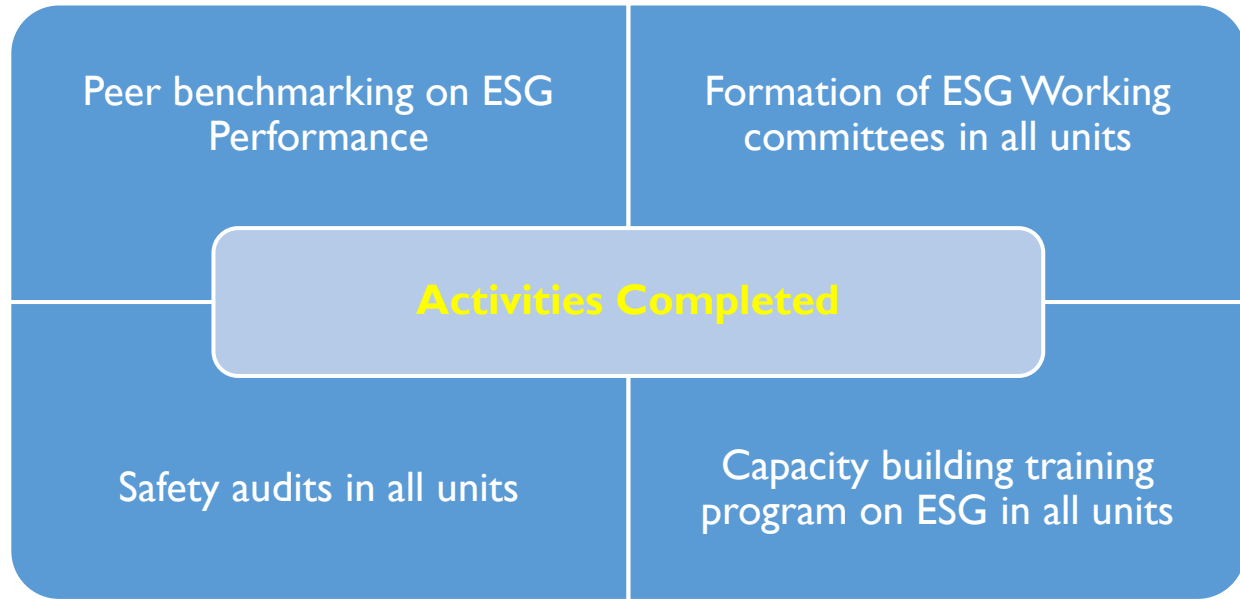 Peer benchmarking on ESG
Performance
Formation of ESG Working
committees in all units
Activities Completed
Safety audits in all units
Capacity building training
program on ESG in all units